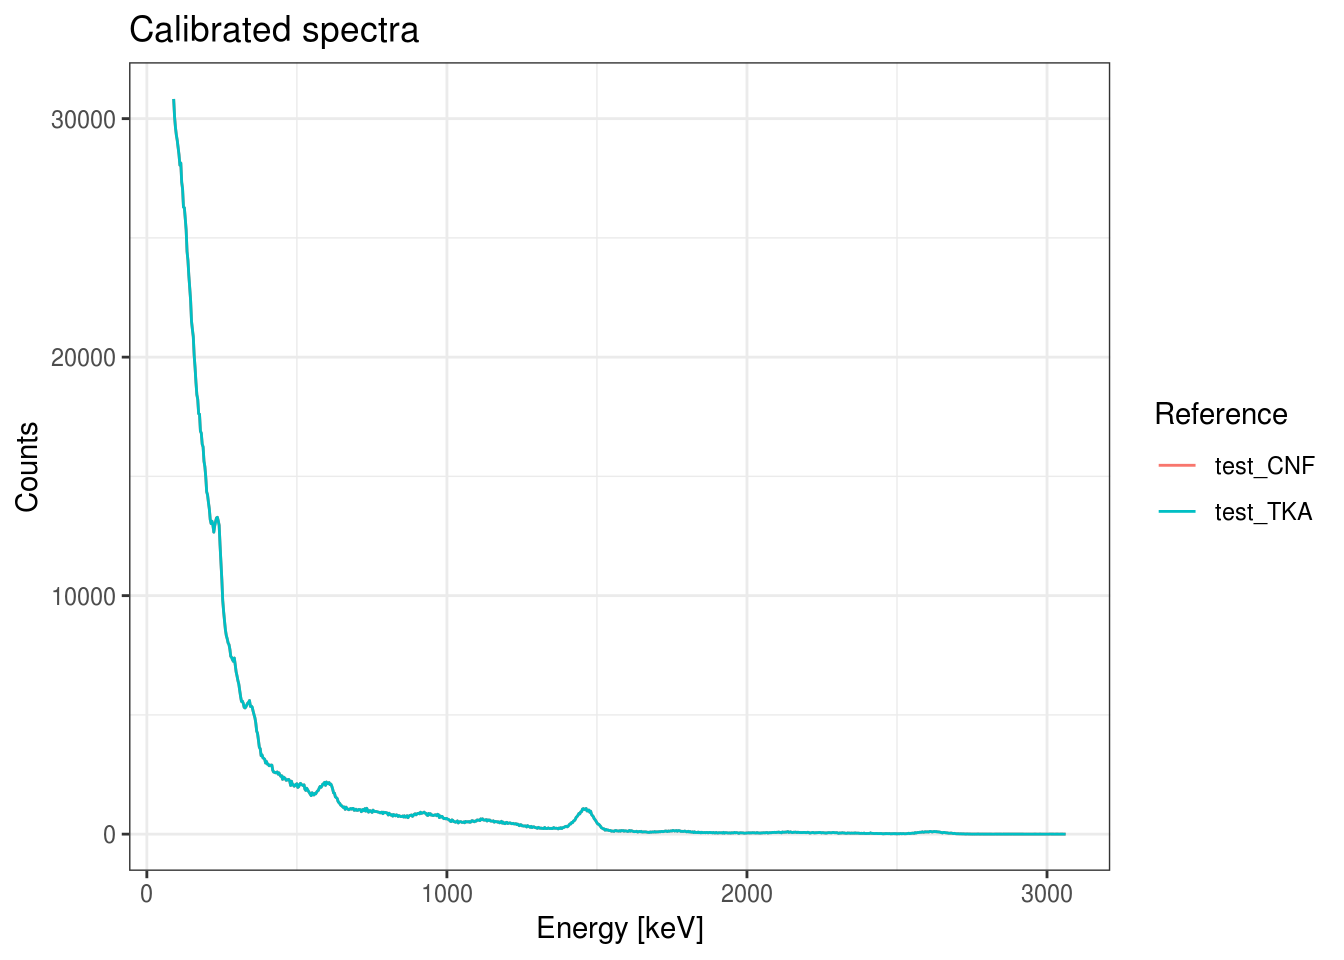 Calibrated spectra
30000
20000
10000
0
Counts
0 1000 2000 3000
Energy [keV]
Reference
test_CNF
test_TKA